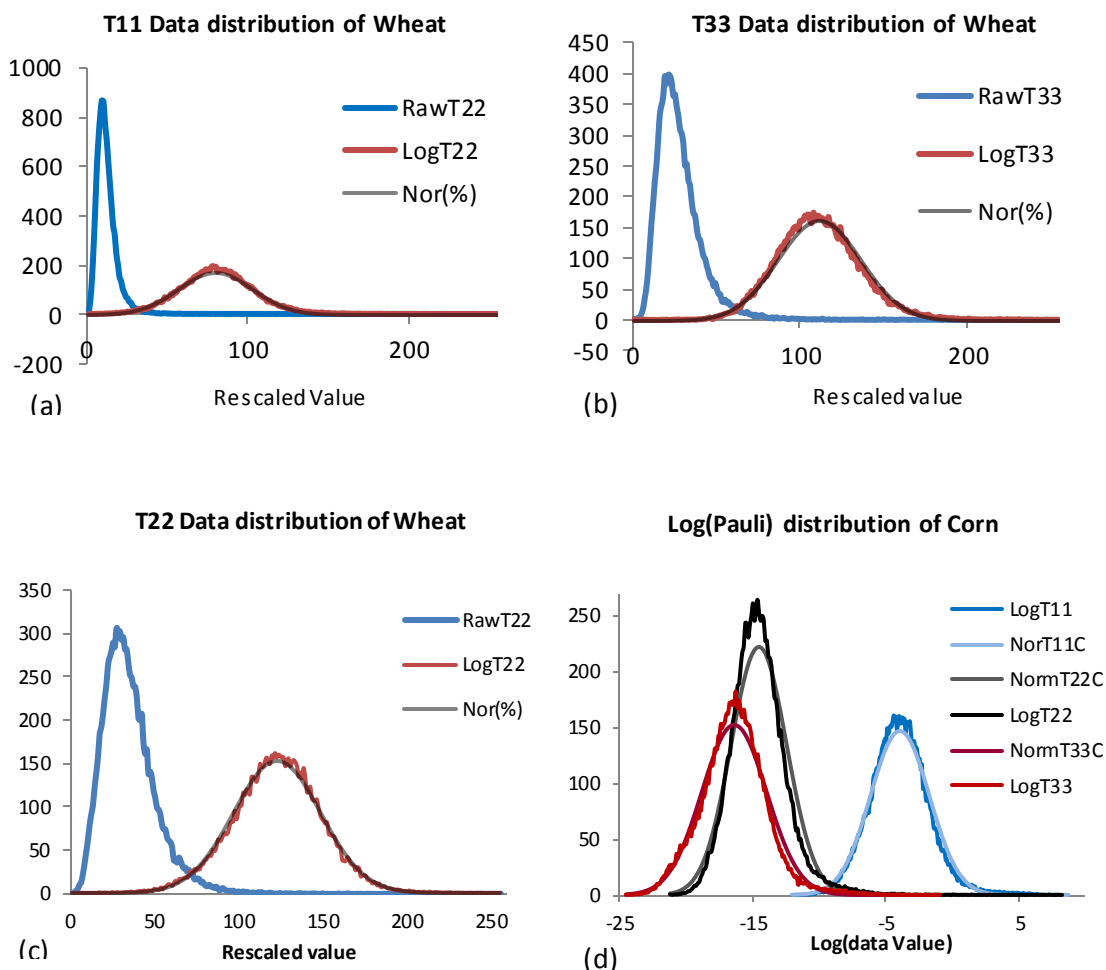 T11 Data distribution of Wheat
1000
800
600
400
200
0
-200
0
100
200
RawT22
LogT22
Nor(%)
Rescaled Value
(a)
T33 Data distribution of Wheat
450
400
350
300
250
200
150
100
50
0
-50
0
100
200
RawT33
LogT33
Nor(%)
Rescaled value
(b)
T22 Data distribution of Wheat
350
300
250
200
150
100
50
0
0
50
100
150
200
250
RawT22
LogT22
Nor(%)
Rescaled value
(c)
Log(Pauli) distribution of Corn
250
200
150
100
50
0
-25
-15
-5
5
LogT11
NorT11C
NormT22C
LogT22
NormT33C
LogT33
Log(data Value)
(d)